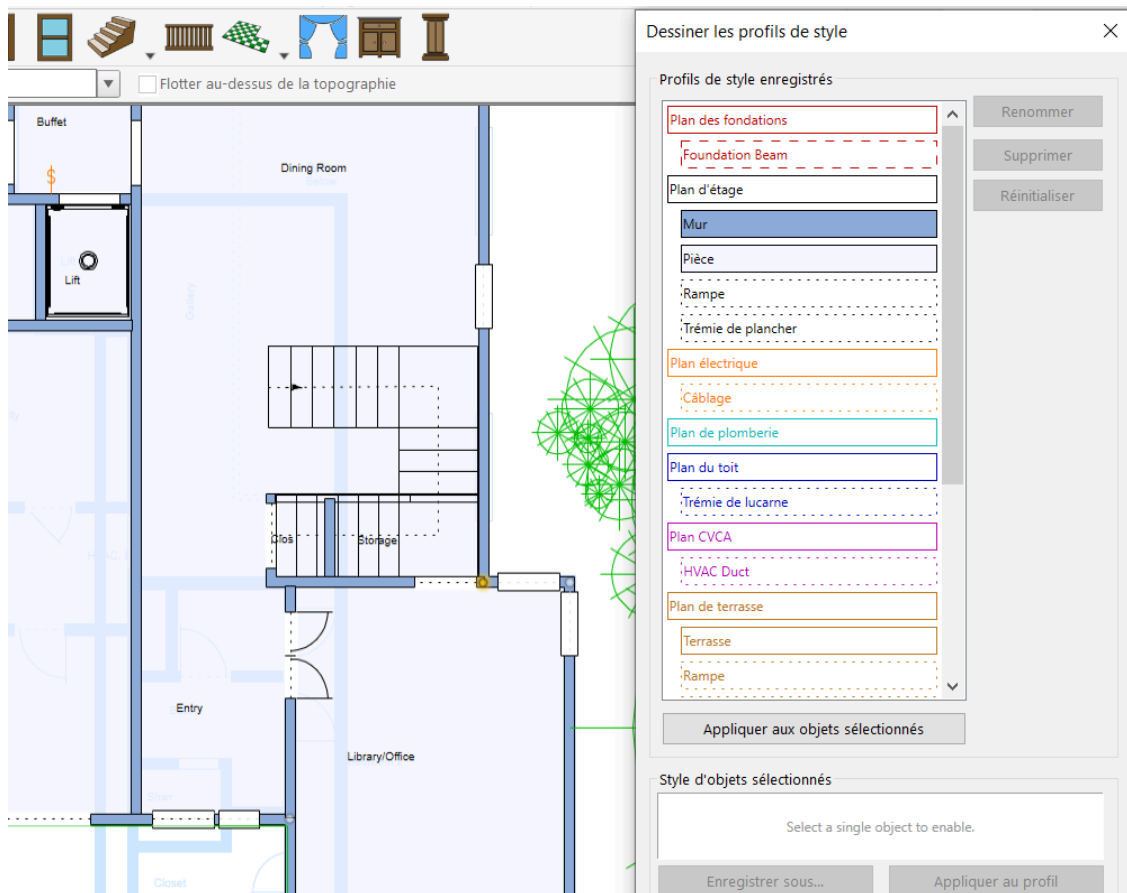 Dessiner les profils de style
Flotter au-dessus de la topographie
Buffet
$
Dining Room
Lift
Gallery
Clos
Storage
Entry
Library/Office
Closet
Profils de style enregistrés
Plan des fondations
Foundation Beam
Plan d'étage
Mur
Pièce
Rampe
Trémie de plancher
Plan électrique
Câblage
Plan de plomberie
Plan du toit
Trémie de lucarne
Plan CVCA
HVAC Duct
Plan de terrasse
Terrasse
Rampe
Renommer
Supprimer
Réinitialiser
Appliquer aux objets sélectionnés
Style d'objets sélectionnés
Select a single object to enable.
Enregistrer sous...
Appliquer au profil